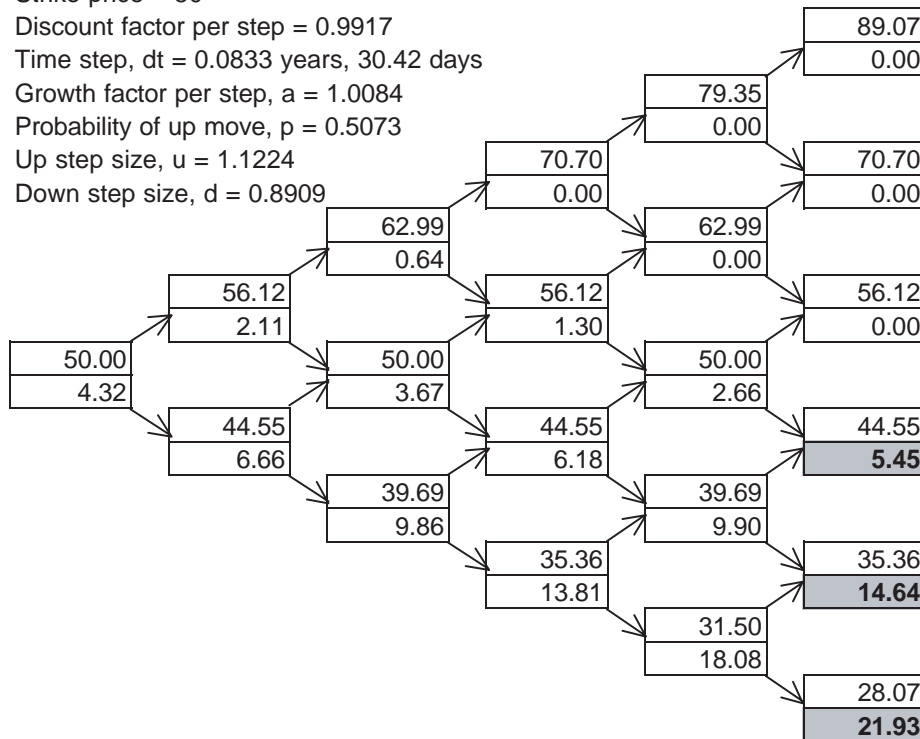 Strike price = 50
Discount factor per step = 0.9917 89.07
Time step, dt = 0.0833 years, 30.42 days 0.00
Growth factor per step, a = 1.0084 79.35
Probability of up move, p = 0.5073 0.00
Up step size, u = 1.1224 70.70 70.70
Down step size, d = 0.8909 0.00 0.00
62.99 62.99
0.64 0.00
56.12 56.12 56.12
2.11 1.30 0.00
50.00 50.00 50.00
4.32 3.67 2.66
44.55 44.55 44.55
6.66 6.18 5.45
39.69 39.69
9.86 9.90
35.36 35.36
13.81 14.64
31.50
18.08
28.07
21.93